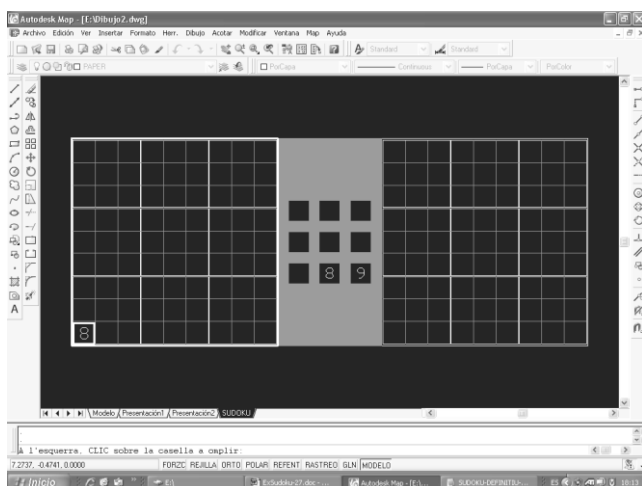 Autodesk Map - [E:\Dibujo2.dwg]
Archivo Edición Ver Insertar Formato Herr. Dibujo Acotar Modificar Ventana Map Ayuda
Standard Standard
PAPER PorCapa Continuous PorCapa PorColor
8 9
8
A
Modelo Presentación1 Presentación2 SUDOKU
A l'esquerra, CLIC sobre la casella a omplir:
7.2737, -0.4741, 0.0000 FORZC REJILLA ORTO POLAR REFENT RASTREO GLN MODELO
Inicio E:\ E:\Sudoku-27.doc -... Autodesk Map - [E:\... SUDOKU-DEFINITIU-... ES 18:13